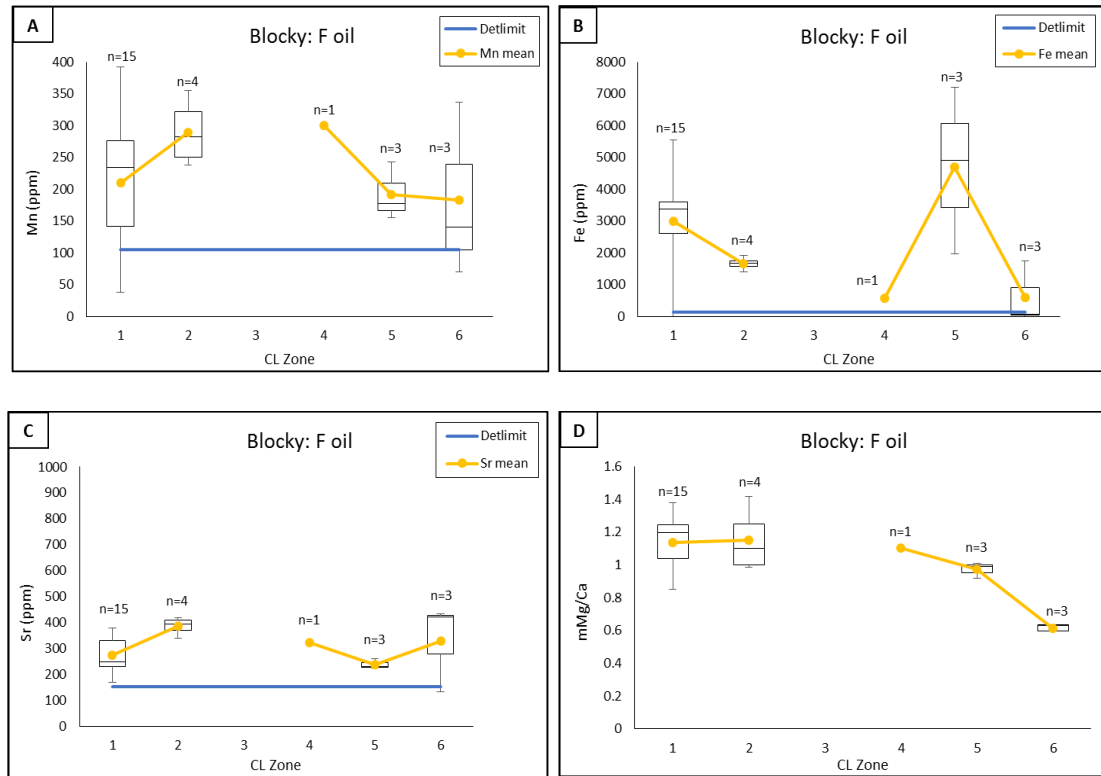 A
Blocky: F oil
Detlimit
Mn mean
Mn (ppm)
400
350
300
250
200
150
100
50
0
n=15
n=4
n=1
n=3
n=3
1 2 3 4 5 6
CL Zone
B
Blocky: F oil
Detlimit
Fe mean
Fe (ppm)
8000
7000
6000
5000
4000
3000
2000
1000
0
n=15
n=4
n=1
n=3
n=3
1 2 3 4 5 6
CL Zone
C
Blocky: F oil
Detlimit
Sr mean
Sr (ppm)
1000
900
800
700
600
500
400
300
200
100
0
n=15
n=4
n=1
n=3
n=3
1 2 3 4 5 6
CL Zone
D
Blocky: F oil
mMg/Ca
1.6
1.4
1.2
1
0.8
0.6
0.4
0.2
0
n=15
n=4
n=1
n=3
n=3
1 2 3 4 5 6
CL Zone